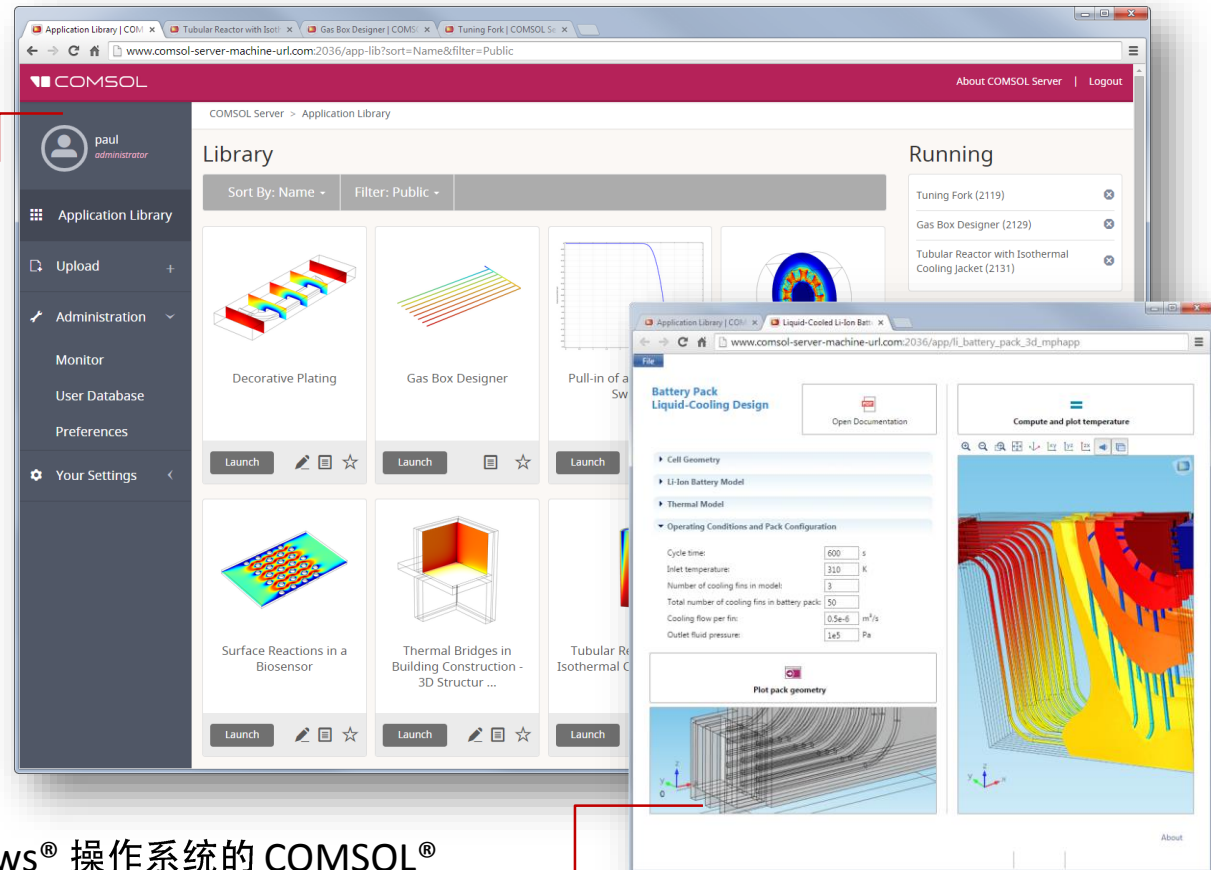 Application Library | COM
Tubular Reactor with Isoth
Gas Box Designer | COMS
Tuning Fork | COMSOL Se
www.comsol-server-machine-url.com:2036/app-lib?sort=Name&filter=Public
COMSOL
About COMSOL Server | Logout
paul
administrator
COMSOL Server > Application Library
Library
Running
Sort By: Name
Filter: Public
Application Library
Upload
Administration
Monitor
User Database
Preferences
Your Settings
Tuning Fork (2119)
Gas Box Designer (2129)
Tubular Reactor with Isothermal
Cooling Jacket (2131)
Decorative Plating
Gas Box Designer
Pull-in of a
Sw
Launch
Launch
Launch
Surface Reactions in a
Biosensor
Thermal Bridges in
Building Construction -
3D Structur ...
Tubular Re
Isothermal C
Launch
Launch
Launch
Application Library | COM
Liquid-Cooled Li-Ion Batt
www.comsol-server-machine-url.com:2036/app/li_battery_pack_3d_mphapp
File
Battery Pack
Liquid-Cooling Design
Open Documentation
=
Compute and plot temperature
Cell Geometry
Li-Ion Battery Model
Thermal Model
Operating Conditions and Pack Configuration
Cycle time: 600 s
Inlet temperature: 310 K
Number of cooling fins in model: 3
Total number of cooling fins in battery pack: 50
Cooling flow per fin: 0.5e-6 m³/s
Outlet fluid pressure: 1e5 Pa
Plot pack geometry
z
y
x
0
z
y
x
About
ws® 操作系统的 COMSOL®